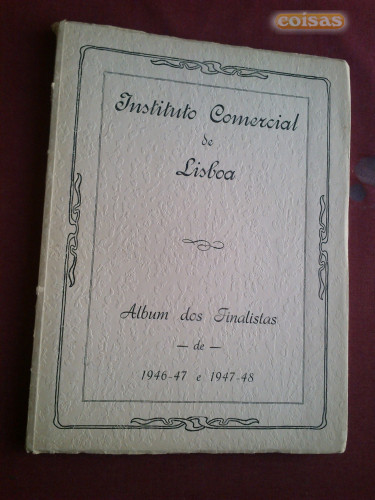 coisas
Instituto Comercial
de
Lisboa
Album dos Finalistas
— de —
1946-47 e 1947-48